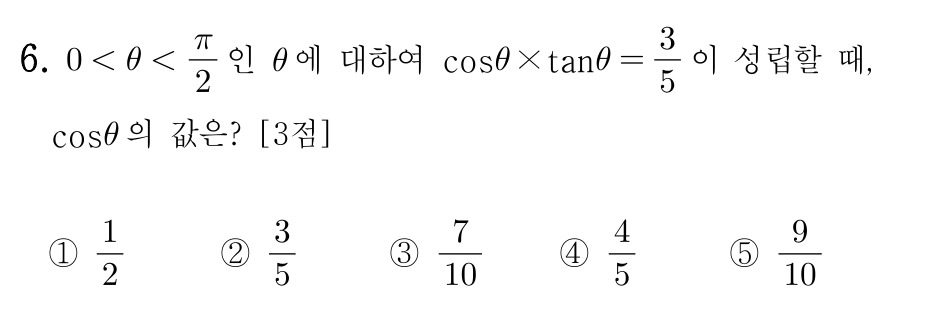 6. 0 < θ < π/2 인 θ에 대하여 cosθ × tanθ = 3/5 이 성립할 때,
cosθ의 값은? [3점]
① 1/2 ② 3/5 ③ 7/10 ④ 4/5 ⑤ 9/10